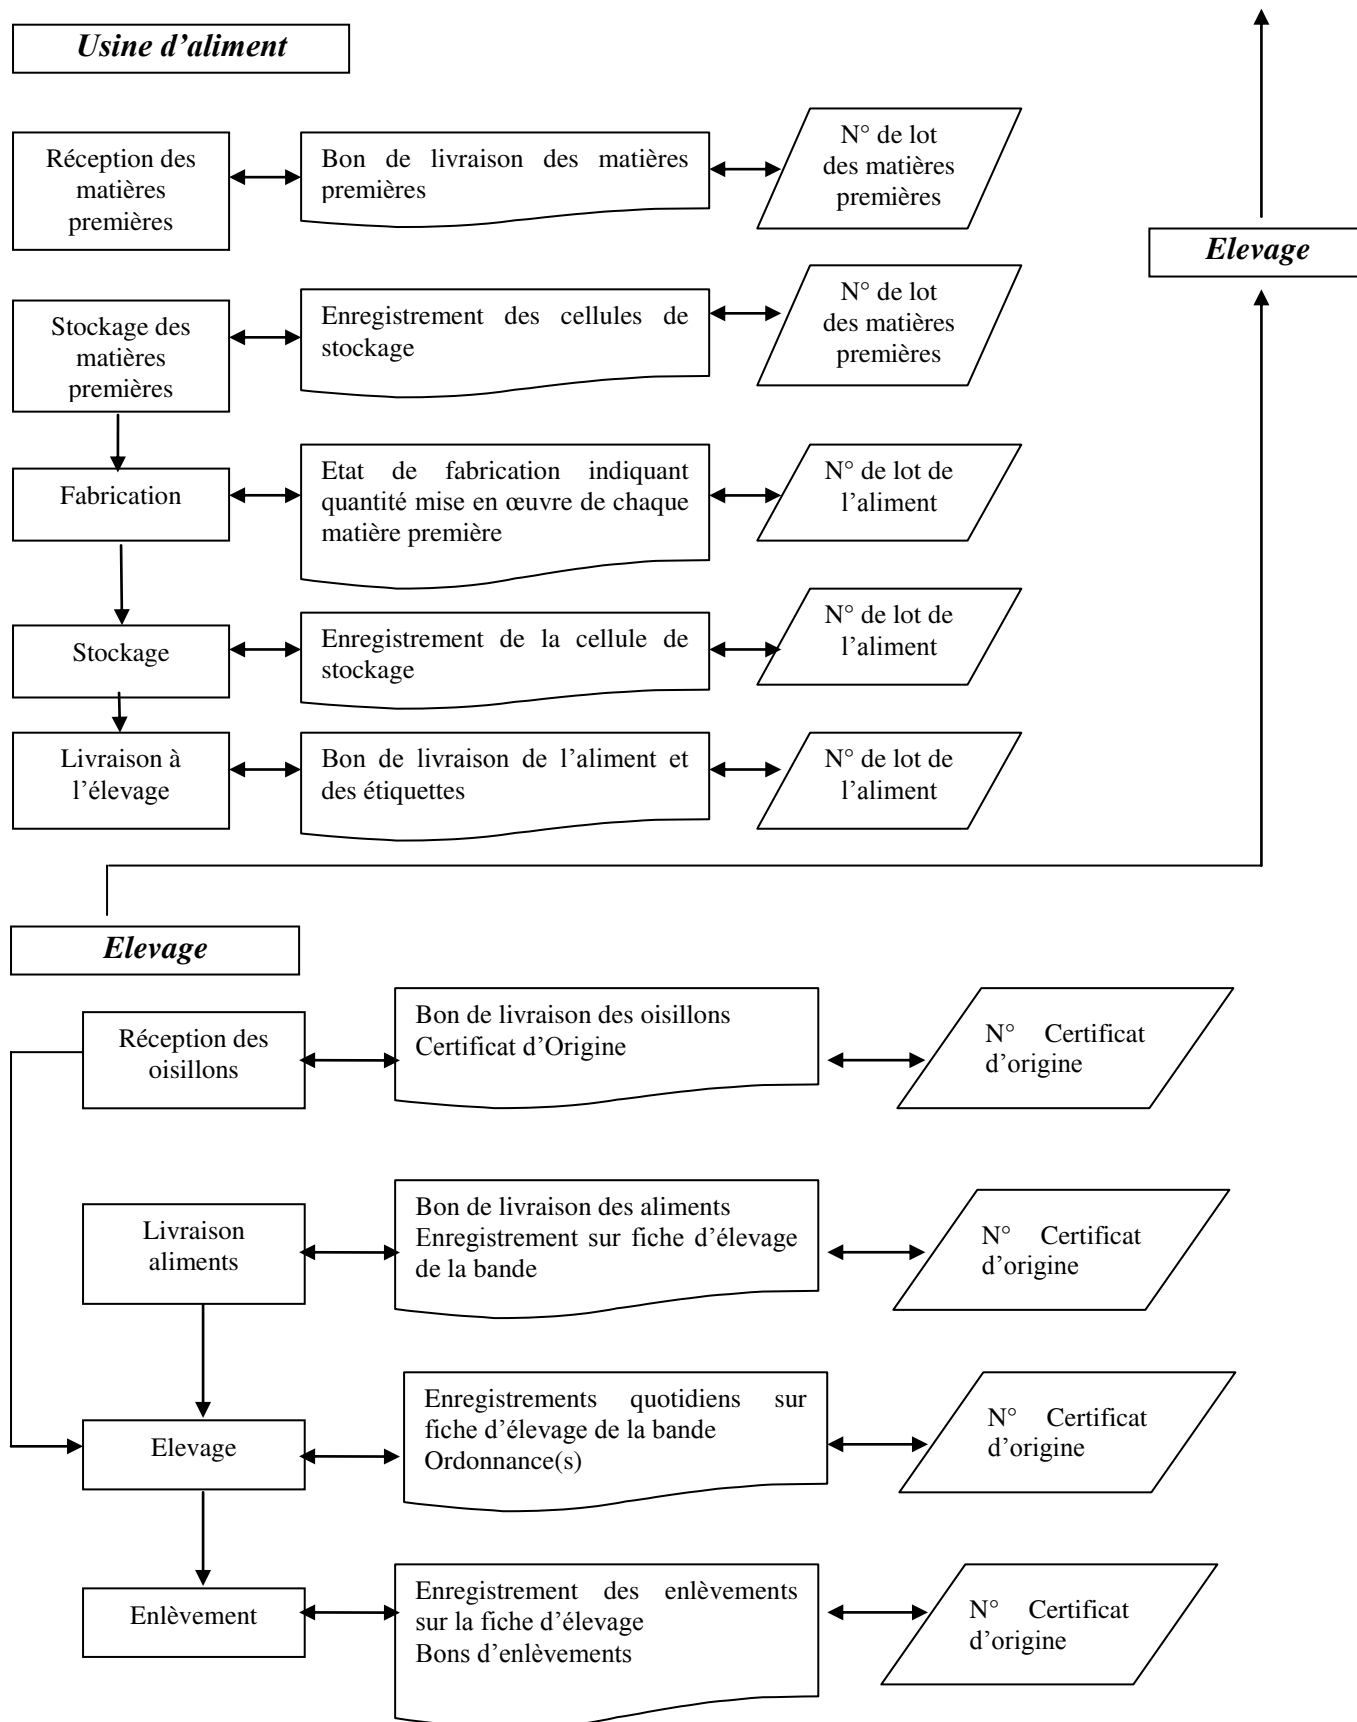 Usine d’aliment
Réception des
matières
premières
Bon de livraison des matières
premières
N° de lot
des matières
premières
Elevage
Stockage des
matières
premières
Enregistrement des cellules de
stockage
N° de lot
des matières
premières
Fabrication
Etat de fabrication indiquant
quantité mise en œuvre de chaque
matière première
N° de lot de
l’aliment
Stockage
Enregistrement de la cellule de
stockage
N° de lot de
l’aliment
Livraison à
l’élevage
Bon de livraison de l’aliment et
des étiquettes
N° de lot de
l’aliment
Elevage
Réception des
oisillons
Bon de livraison des oisillons
Certificat d’Origine
N° Certificat
d’origine
Livraison
aliments
Bon de livraison des aliments
Enregistrement sur fiche d’élevage
de la bande
N° Certificat
d’origine
Elevage
Enregistrements quotidiens sur
fiche d’élevage de la bande
Ordonnance(s)
N° Certificat
d’origine
Enlèvement
Enregistrement des enlèvements
sur la fiche d’élevage
Bons d’enlèvements
N° Certificat
d’origine